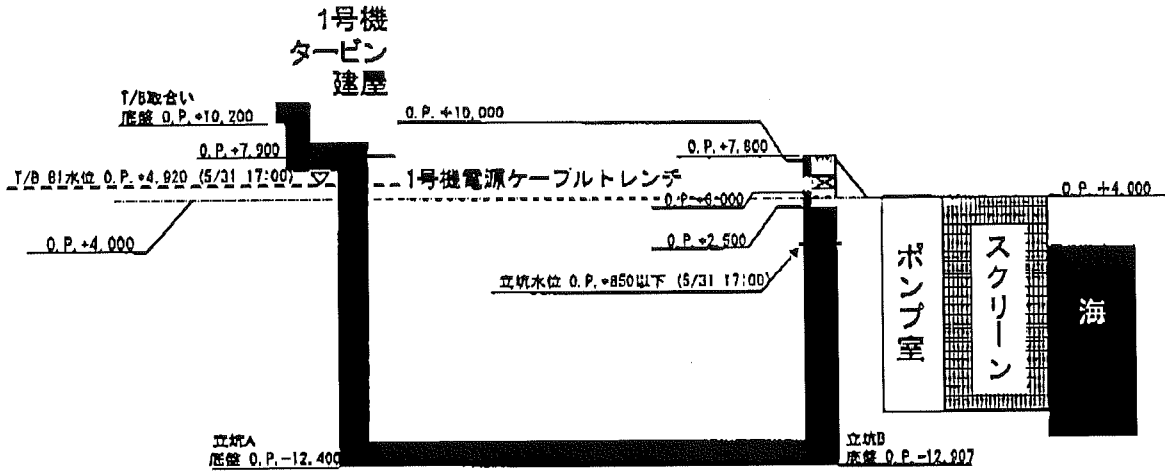 1号機
タービン
建屋
T/B取合い
底盤 O.P.+10,200
O.P.+10,000
O.P.+7,900
O.P.+7,800
T/B B1水位 O.P.+4,920 (5/31 17:00)
1号機電源ケーブルトレンチ
O.P.+4,000
O.P.+4,000
O.P.+2,500
立坑水位 O.P.+850以下 (5/31 17:00)
ポンプ室
スクリーン
海
立坑A
底盤 O.P.-12,400
立坑B
底盤 O.P.-12,907